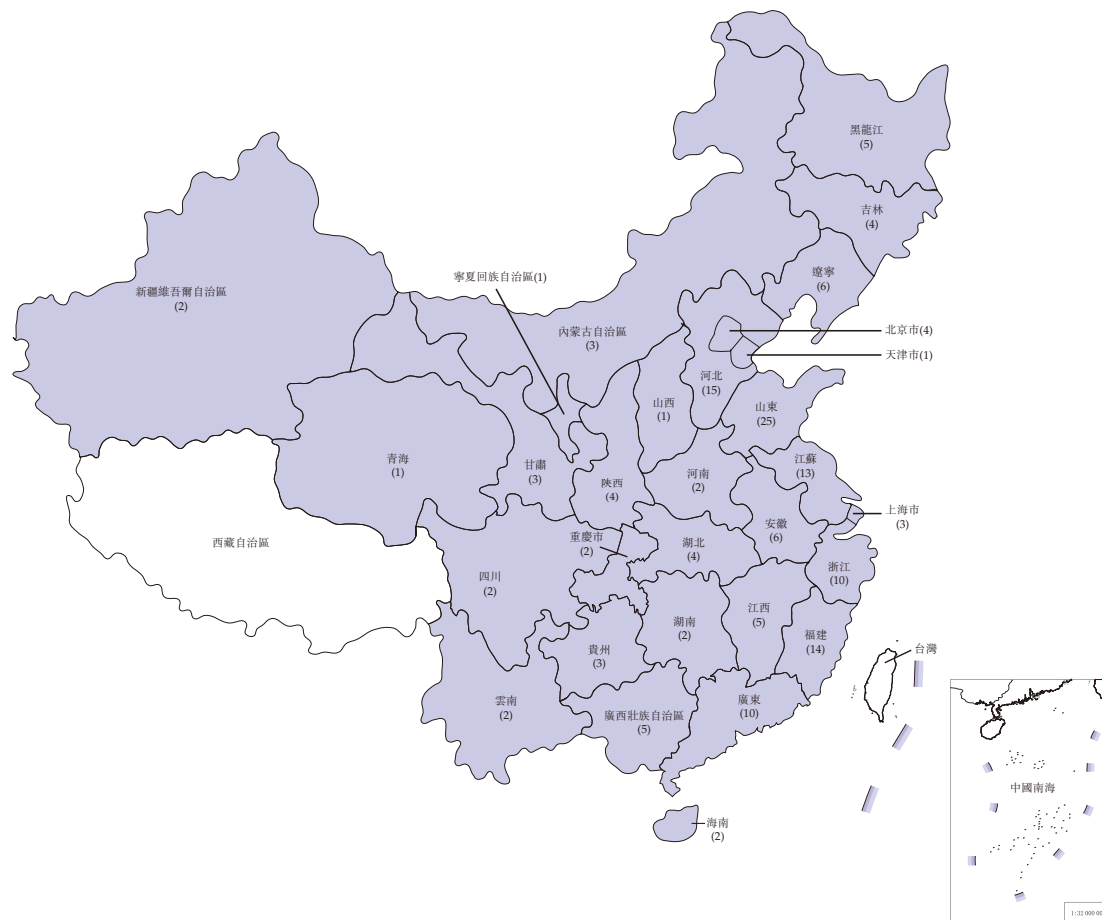 黑龍江
(5)
吉林
(4)
遼寧
(6)
寧夏回族自治區(1)
新疆維吾爾自治區
(2)
內蒙古自治區
(3)
北京市(4)
天津市(1)
河北
(15)
山西
(1)
山東
(25)
青海
(1)
甘肅
(3)
陝西
(4)
河南
(2)
江蘇
(13)
上海市
(3)
安徽
(6)
西藏自治區
重慶市
(2)
湖北
(4)
浙江
(10)
四川
(2)
江西
(5)
湖南
(2)
福建
(14)
台灣
貴州
(3)
雲南
(2)
廣西壯族自治區
(5)
廣東
(10)
中國南海
海南
(2)